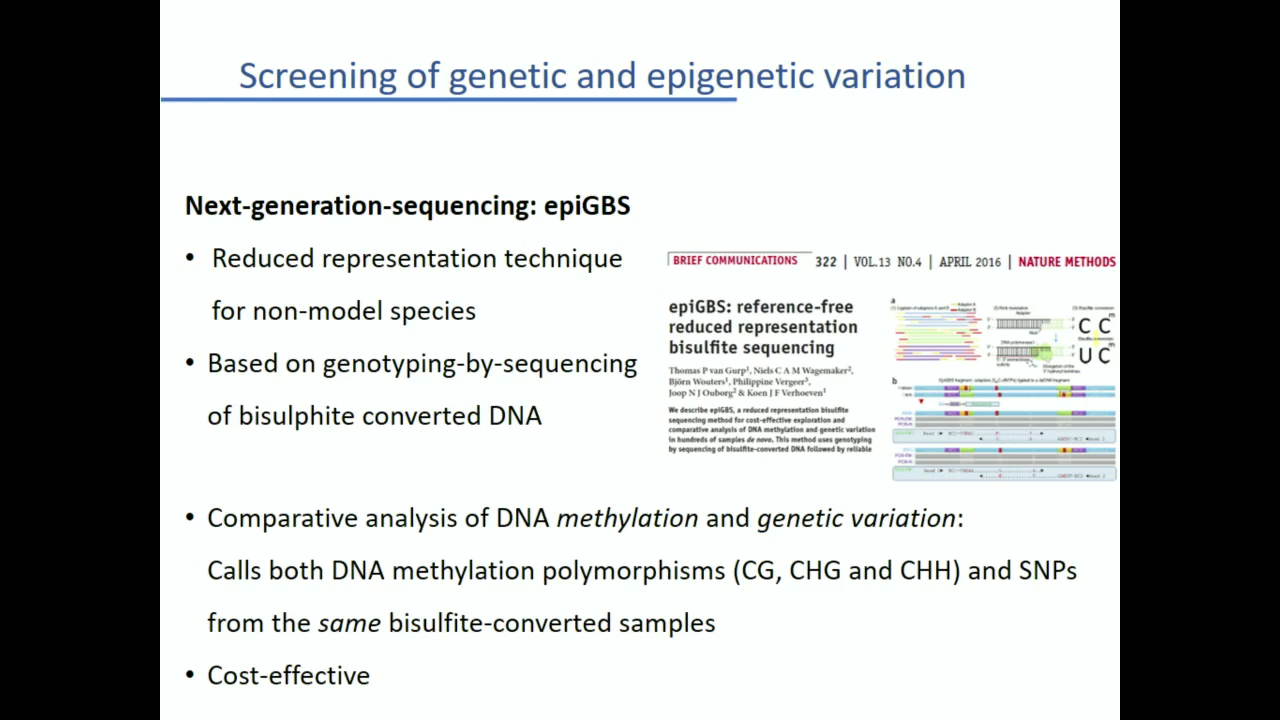 Screening of genetic and epigenetic variation
Next-generation-sequencing: epiGBS
• Reduced representation technique
for non-model species
• Based on genotyping-by-sequencing
of bisulphite converted DNA
BRIEF COMMUNICATIONS
322 | VOL.13 NO.4 | APRIL 2016 | NATURE METHODS
epiGBS: reference-free
reduced representation
bisulfite sequencing
Thomas P van Gurp¹, Niels C A M Wagemaker²,
Björn Wouters¹, Philippine Vergeer³,
Joop N J Ouborg² & Koen J F Verhoeven¹
We describe epiGBS, a reduced representation bisulfite
sequencing method for cost-effective exploration and
comparative analysis of DNA methylation and genetic variation
in hundreds of samples de novo. This method uses genotyping
by sequencing of bisulfite-converted DNA followed by reliable
a
C C m
U C m
b
• Comparative analysis of DNA methylation and genetic variation:
Calls both DNA methylation polymorphisms (CG, CHG and CHH) and SNPs
from the same bisulfite-converted samples
• Cost-effective